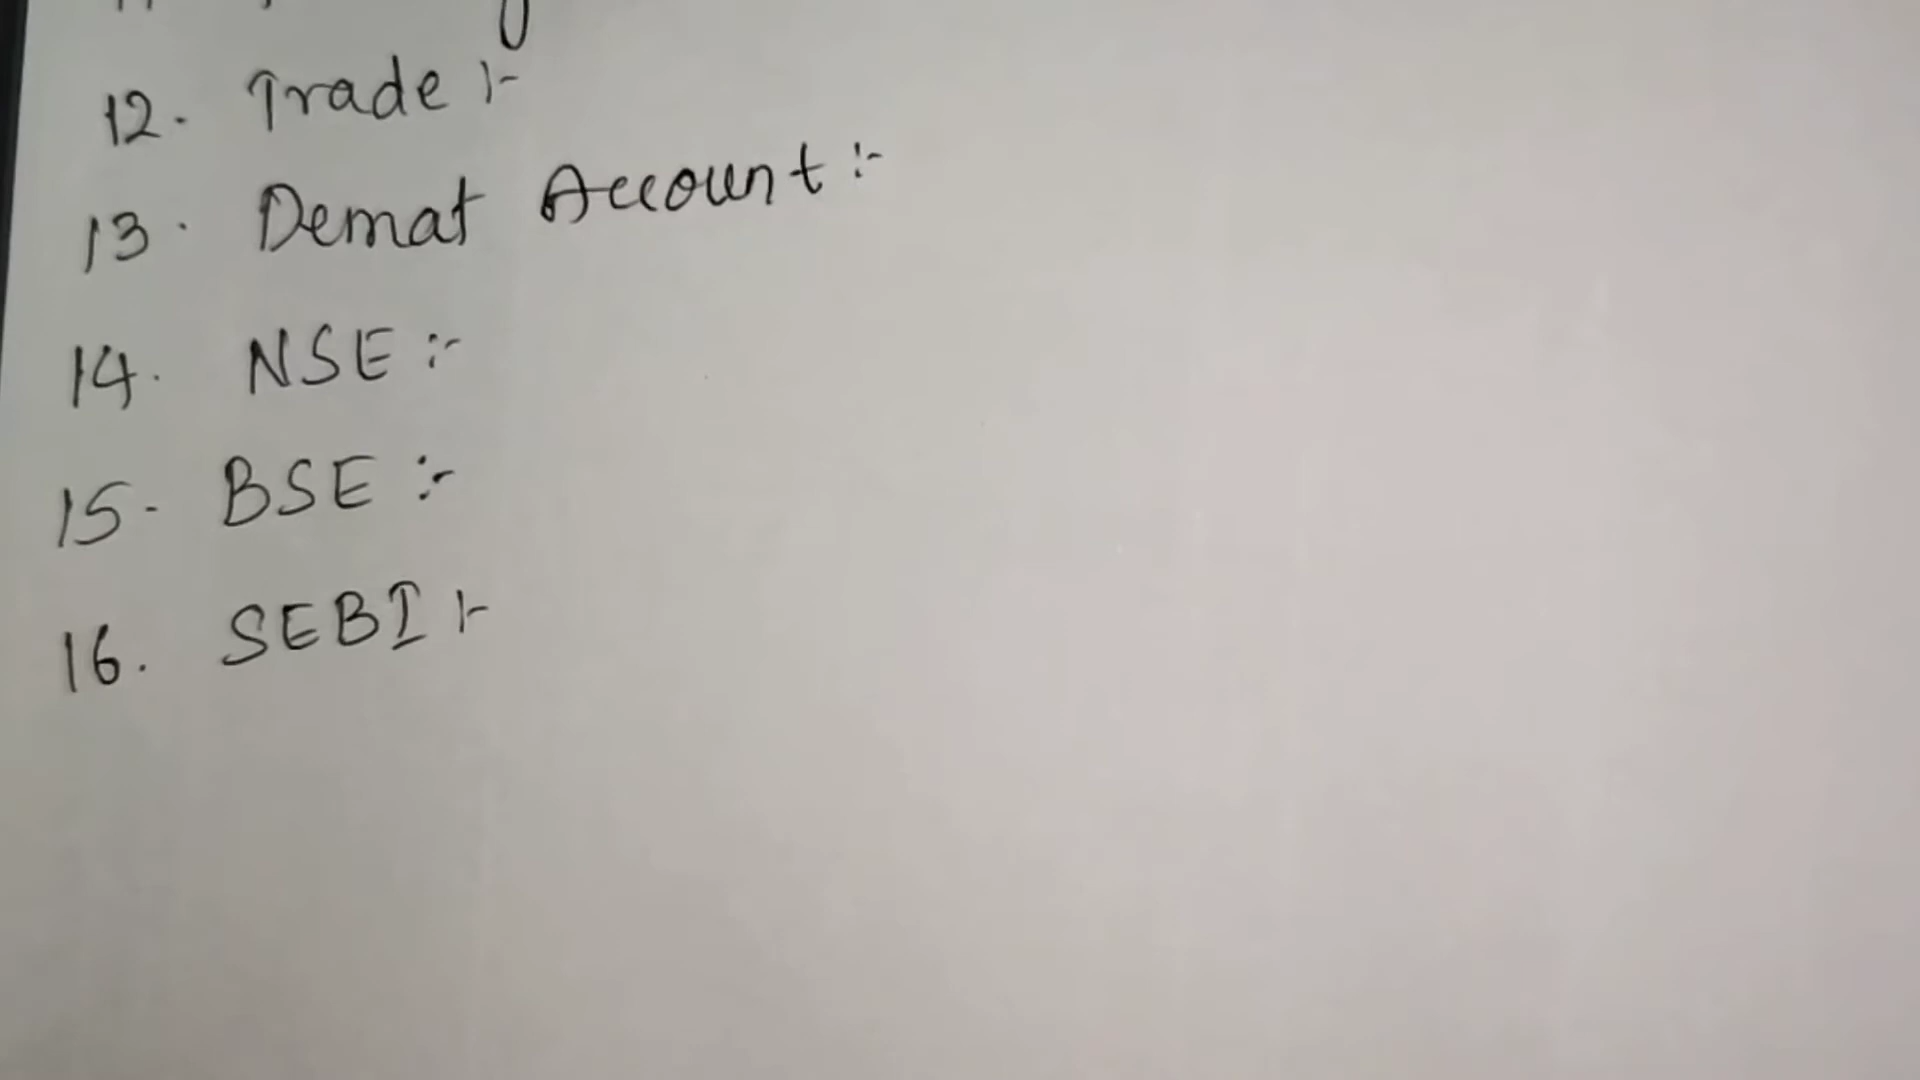 12. Trade :-
13. Demat Account :-
14. NSE :-
15. BSE :-
16. SEBI :-